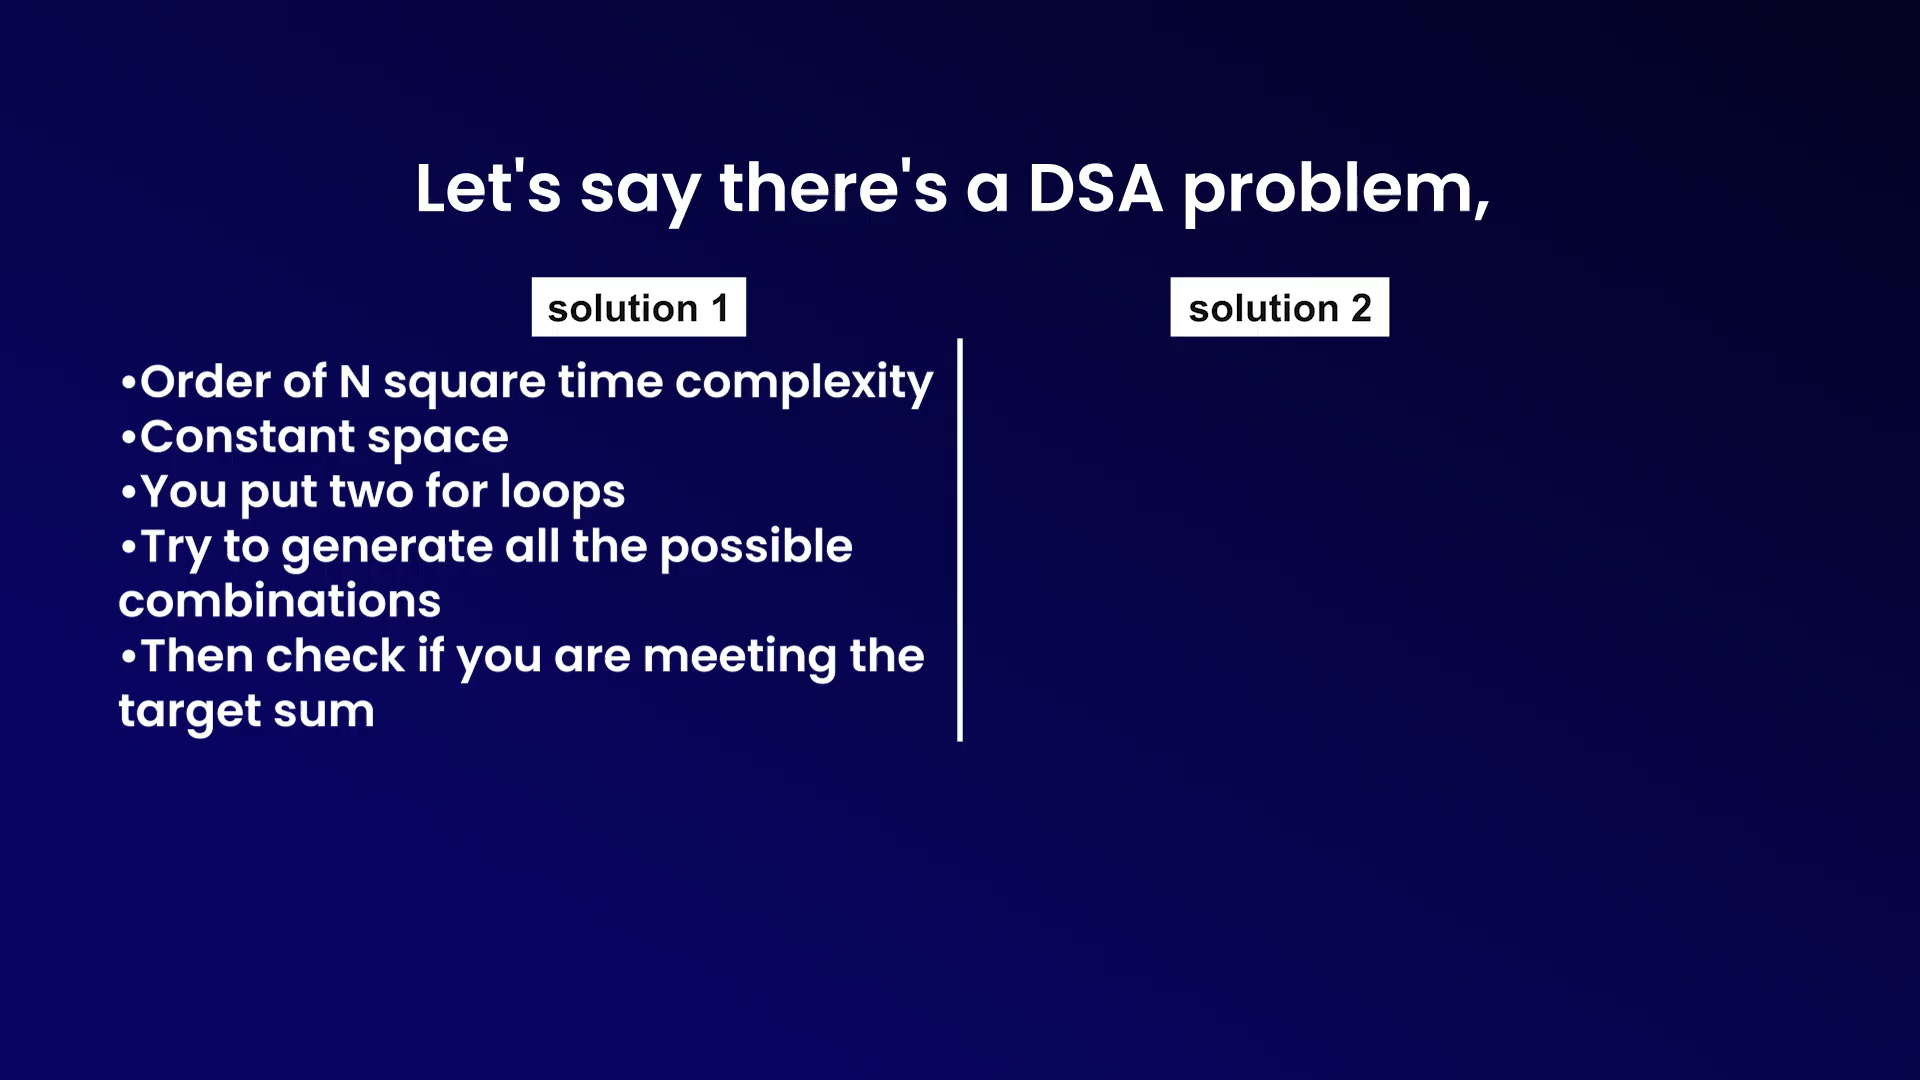 Let's say there's a DSA problem,
solution 1
•Order of N square time complexity
•Constant space
•You put two for loops
•Try to generate all the possible
combinations
•Then check if you are meeting the
target sum
solution 2